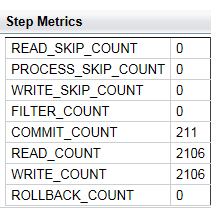 Step Metrics
READ_SKIP_COUNT 0
PROCESS_SKIP_COUNT 0
WRITE_SKIP_COUNT 0
FILTER_COUNT 0
COMMIT_COUNT 211
READ_COUNT 2106
WRITE_COUNT 2106
ROLLBACK_COUNT 0